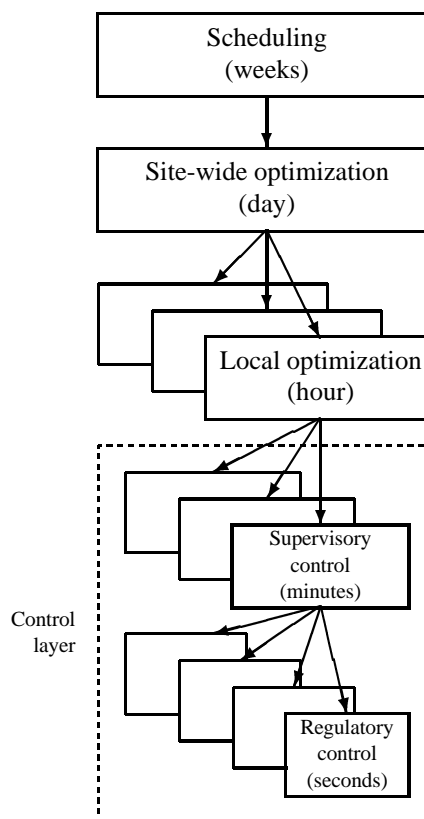 Scheduling
(weeks)
Site-wide optimization
(day)
Local optimization
(hour)
Supervisory
control
(minutes)
Control
layer
Regulatory
control
(seconds)